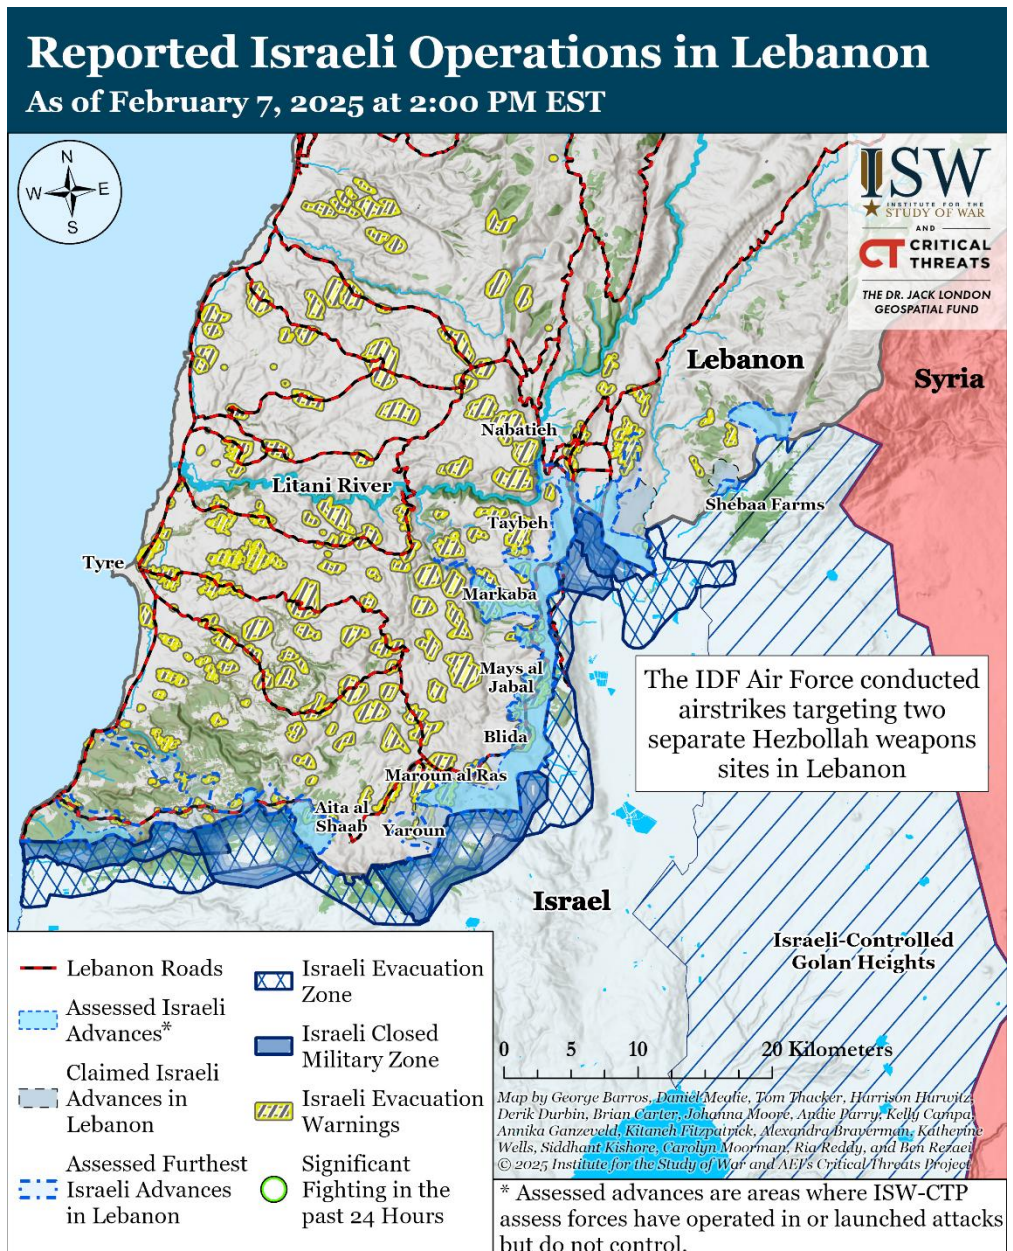 Reported Israeli Operations in Lebanon
As of February 7, 2025 at 2:00 PM EST
N
W
E
S
ISW
INSTITUTE FOR THE
STUDY OF WAR
AND
CT CRITICAL
THREATS
THE DR. JACK LONDON
GEOSPATIAL FUND
Lebanon
Syria
Nabatieh
Litani River
Shebaa Farms
Taybeh
Tyre
Markaba
Mays al
Jabal
The IDF Air Force conducted
airstrikes targeting two
separate Hezbollah weapons
sites in Lebanon
Blida
Maroun al Ras
Aita al
Shaab
Yaroun
Israel
Israeli-Controlled
Golan Heights
Lebanon Roads
Assessed Israeli
Advances*
Claimed Israeli
Advances in
Lebanon
Assessed Furthest
Israeli Advances
in Lebanon
Israeli Evacuation
Zone
Israeli Closed
Military Zone
Israeli Evacuation
Warnings
Significant
Fighting in the
past 24 Hours
0 5 10 20 Kilometers
Map by George Barros, Daniel Mealie, Tom Thacker, Harrison Hurwitz,
Derik Durbin, Brian Carter, Johanna Moore, Andie Parry, Kelly Campa,
Annika Ganzeveld, Kitaneh Fitzpatrick, Alexandra Braverman, Katherine
Wells, Siddhant Kishore, Carolyn Moorman, Ria Reddy, and Ben Rezaei
© 2025 Institute for the Study of War and AEI's Critical Threats Project
* Assessed advances are areas where ISW-CTP
assess forces have operated in or launched attacks
but do not control.